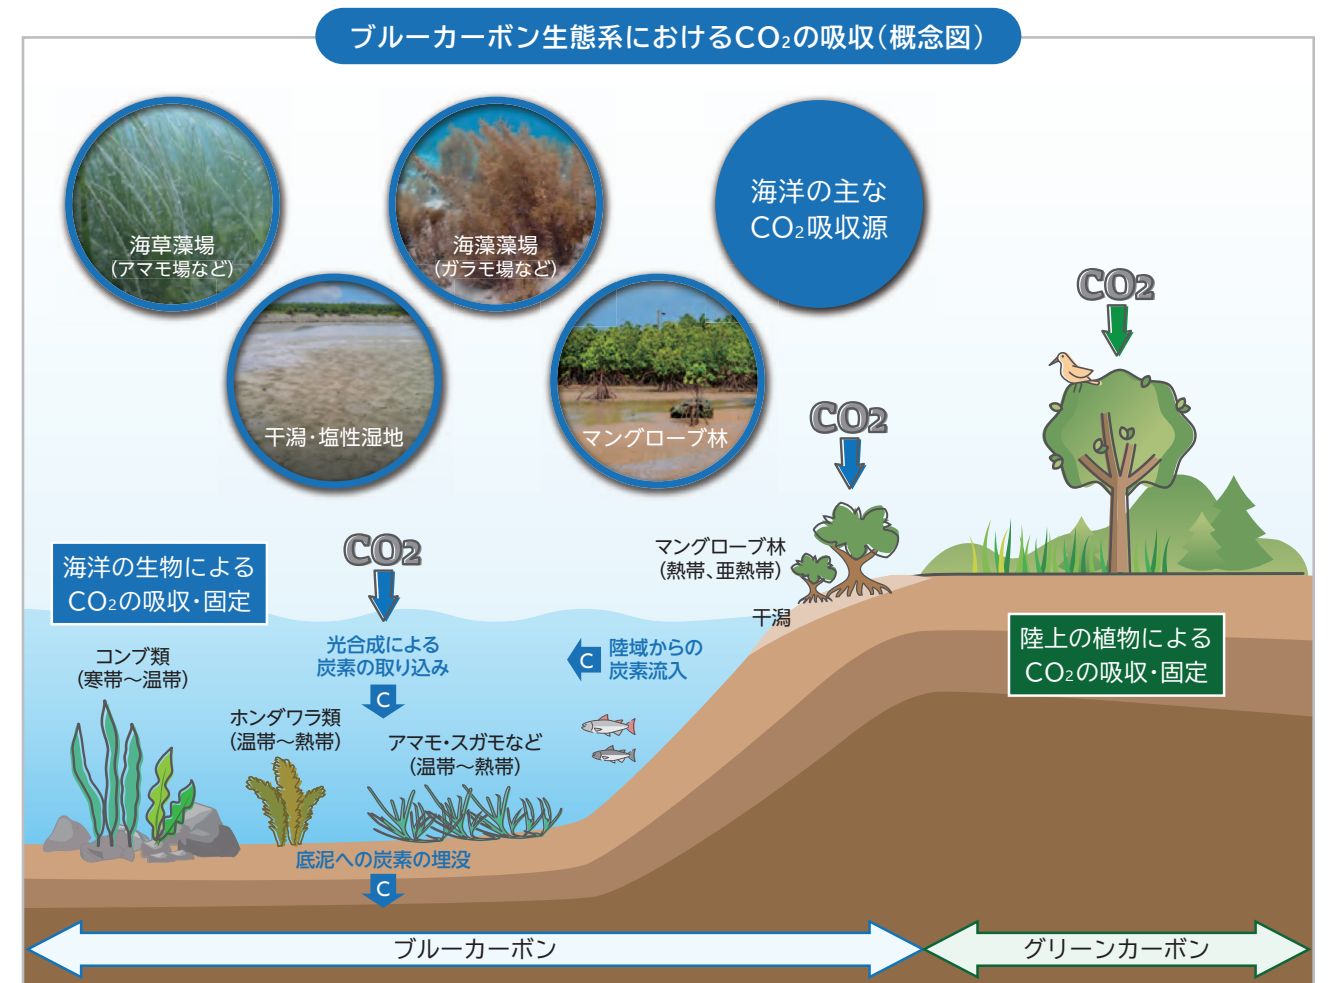 ブルーカーボン生態系におけるCO₂の吸収（概念図）
海草藻場
（アマモ場など）
海藻藻場
（ガラモ場など）
海洋の主な
CO₂吸収源
干潟・塩性湿地
マングローブ林
CO2
CO2
CO2
マングローブ林
（熱帯、亜熱帯）
干潟
海洋の生物による
CO₂の吸収・固定
陸上の植物による
CO₂の吸収・固定
光合成による
炭素の取り込み
C
C
陸域からの
炭素流入
コンブ類
（寒帯～温帯）
ホンダワラ類
（温帯～熱帯）
アマモ・スガモなど
（温帯～熱帯）
底泥への炭素の埋没
C
ブルーカーボン
グリーンカーボン